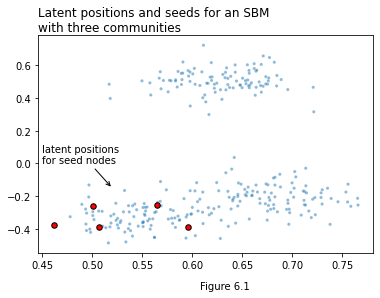 Latent positions and seeds for an SBM
with three communities
0.6
0.4
0.2
0.0
−0.2
−0.4
latent positions
for seed nodes
0.45 0.50 0.55 0.60 0.65 0.70 0.75
Figure 6.1